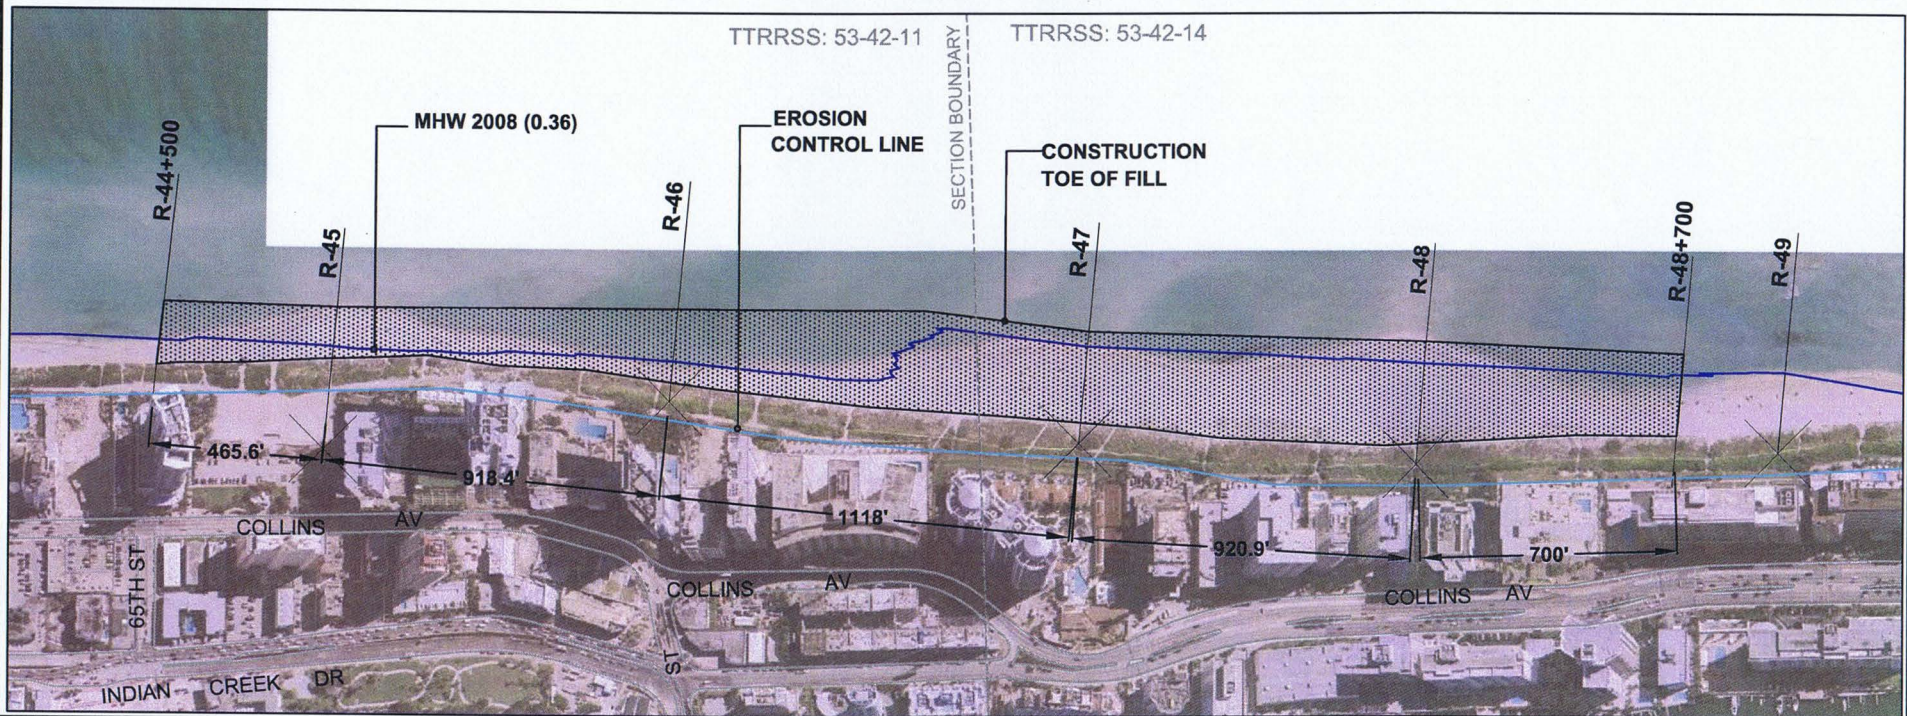 TTRRSS: 53-42-11
SECTION BOUNDARY
TTRRSS: 53-42-14
MHW 2008 (0.36)
EROSION
CONTROL LINE
CONSTRUCTION
TOE OF FILL
R-44+500
R-45
R-46
R-47
R-48
R-48+700
R-49
465.6'
918.4'
1118'
920.9'
700'
COLLINS AV
COLLINS AV
COLLINS AV
65TH ST
ST
INDIAN CREEK DR